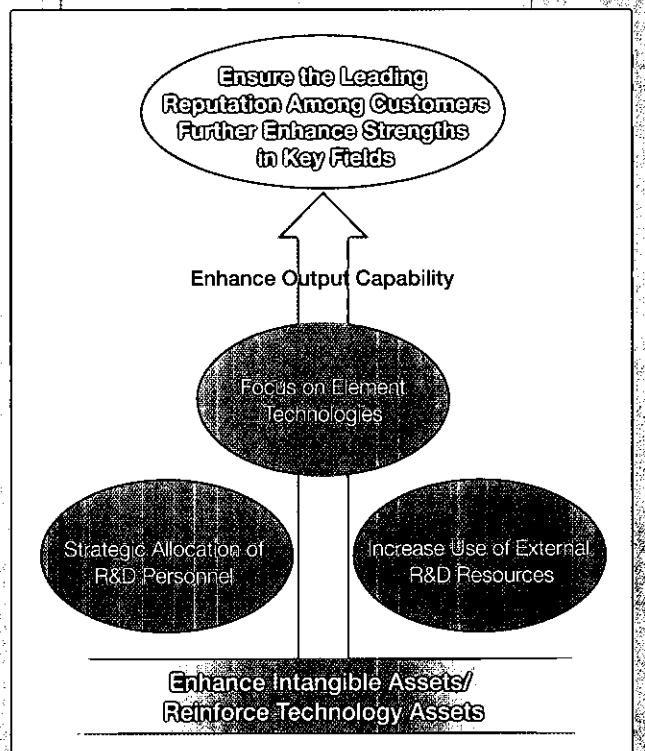 Ensure the Leading
Reputation Among Customers
Further Enhance Strengths
in Key Fields
Enhance Output Capability
Focus on Element
Technologies
Strategic Allocation of
R&D Personnel
Increase Use of External
R&D Resources
Enhance Intangible Assets/
Reinforce Technology Assets